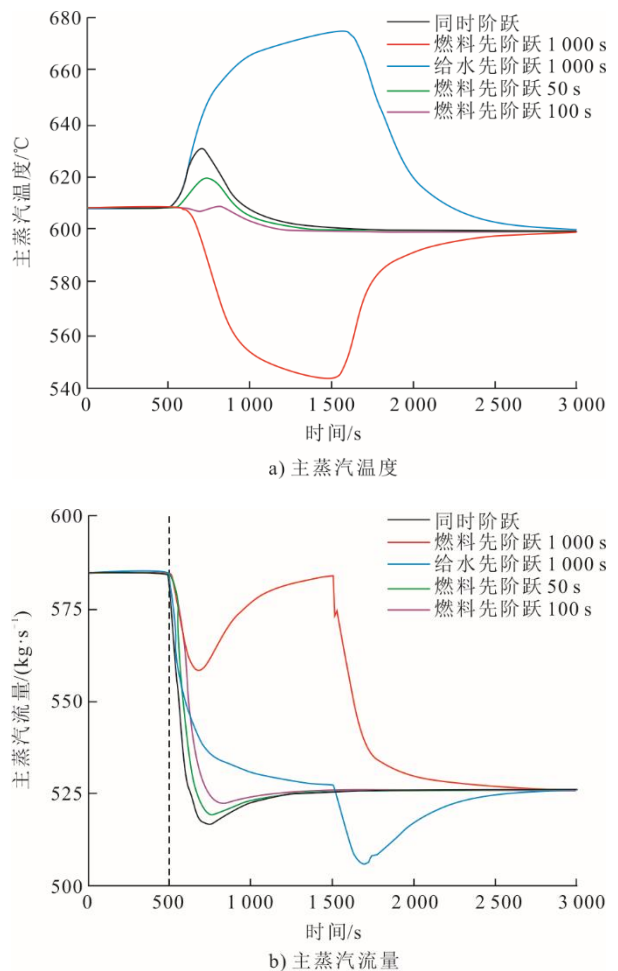 680
660
640
620
600
580
560
540
主蒸汽温度/℃
同时阶跃
燃料先阶跃 1 000 s
给水先阶跃 1 000 s
燃料先阶跃 50 s
燃料先阶跃 100 s
0
500
1 000
1 500
2 000
2 500
3 000
时间/s
a) 主蒸汽温度
600
575
550
525
500
主蒸汽流量/(kg·s⁻¹)
同时阶跃
燃料先阶跃 1 000 s
给水先阶跃 1 000 s
燃料先阶跃 50 s
燃料先阶跃 100 s
0
500
1 000
1 500
2 000
2 500
3 000
时间/s
b) 主蒸汽流量